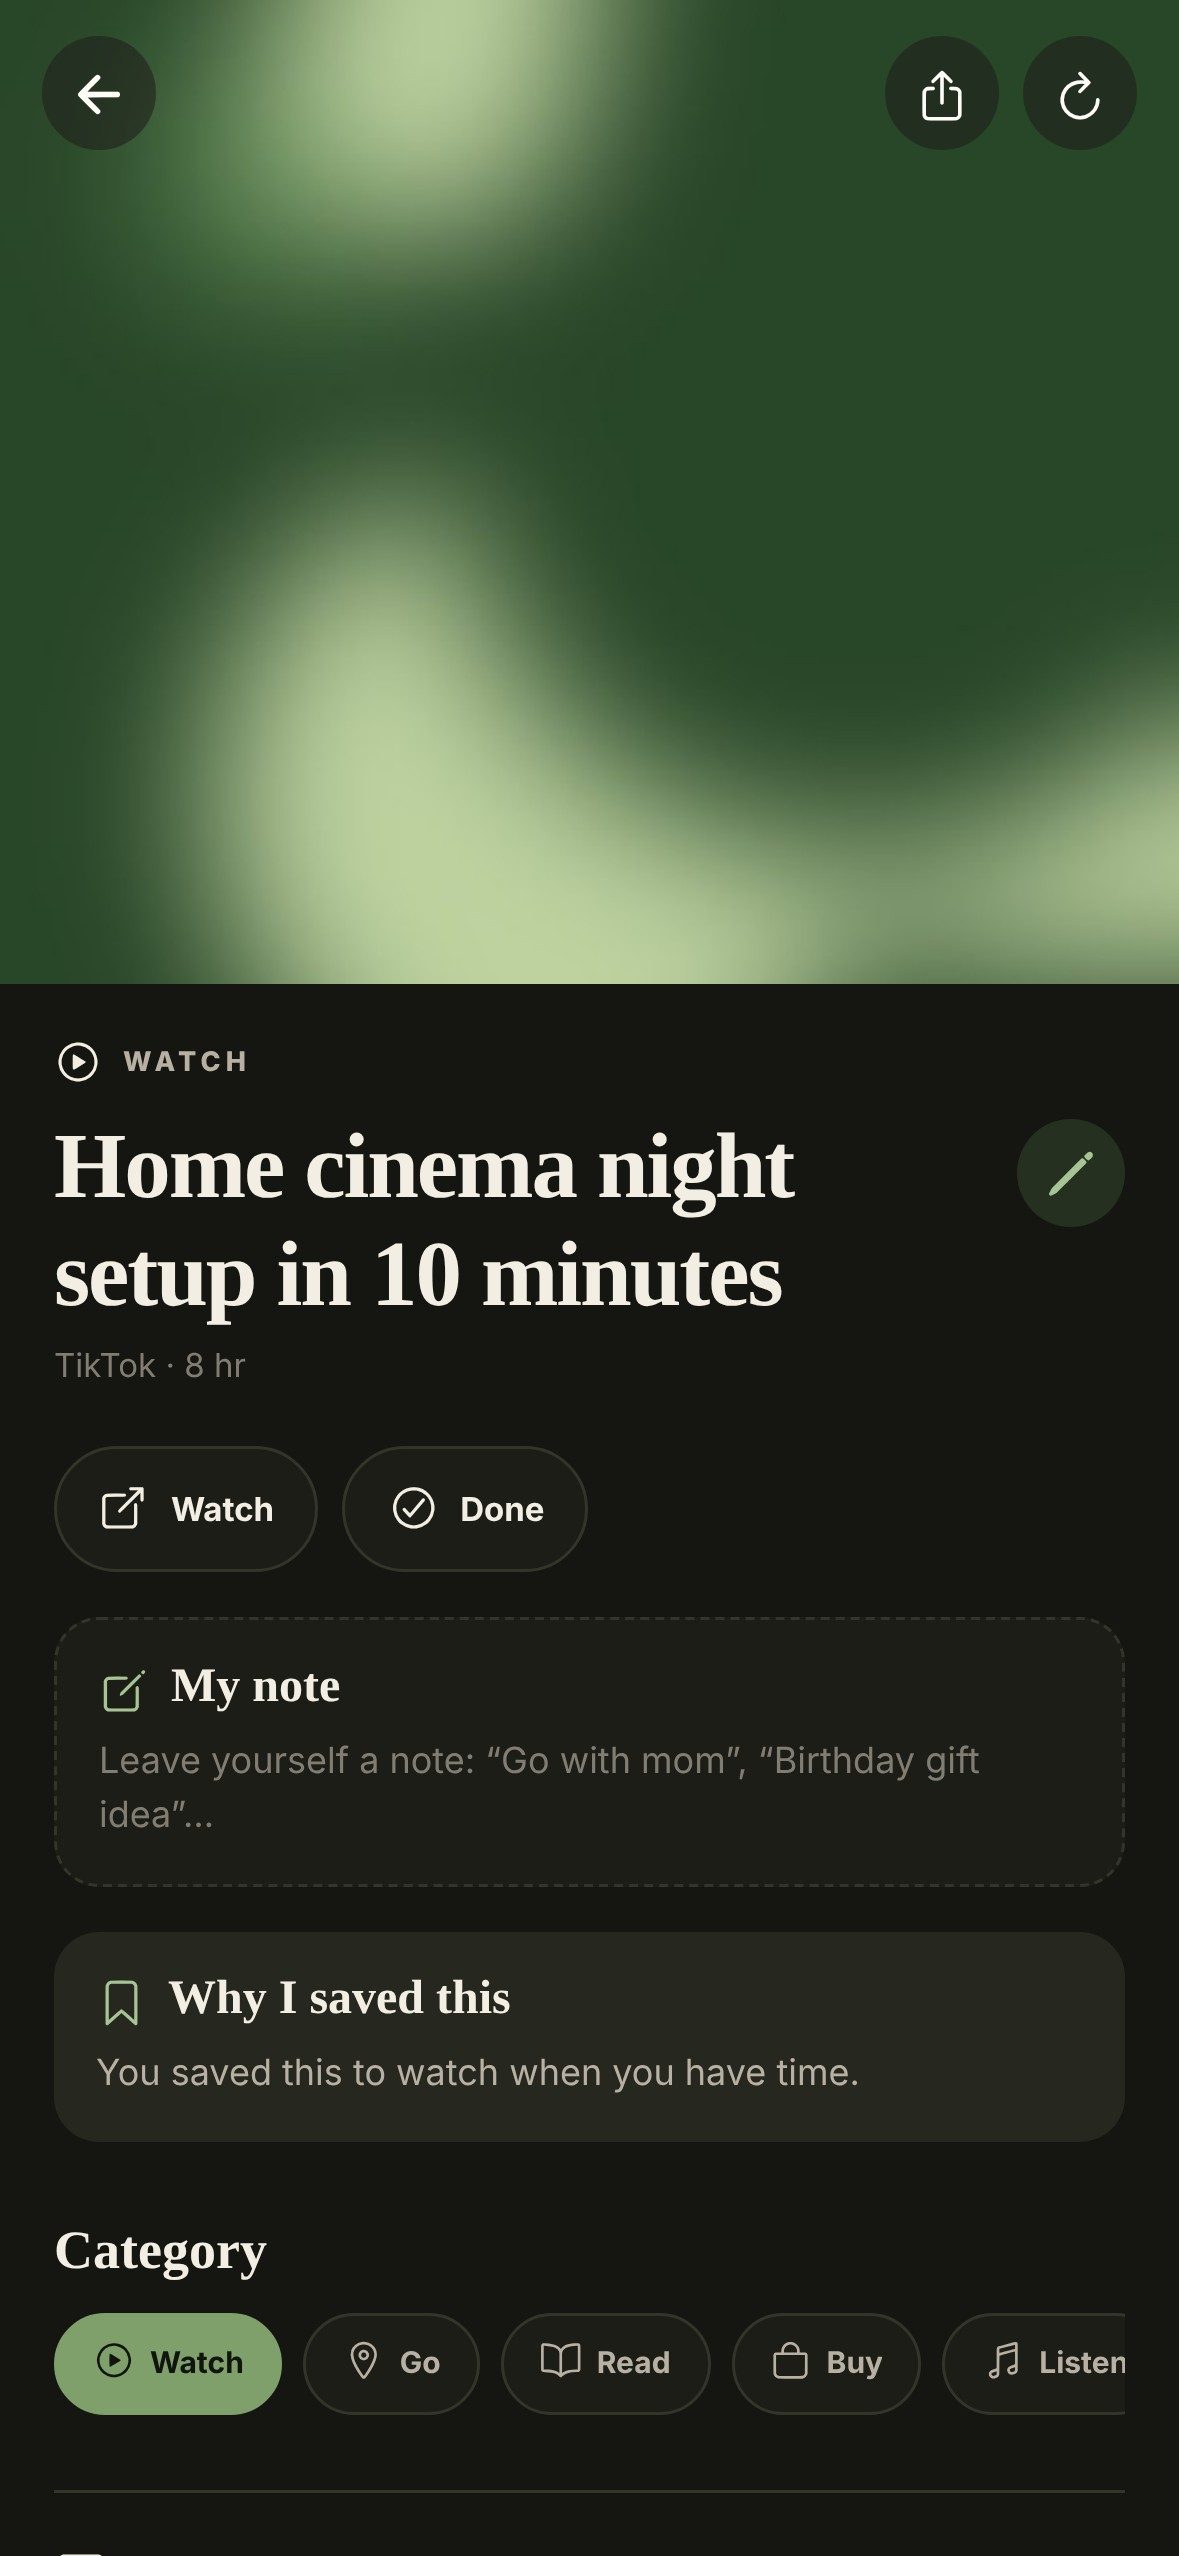 WATCH
Home cinema night
setup in 10 minutes
TikTok · 8 hr
Watch
Done
My note
Leave yourself a note: “Go with mom”, “Birthday gift
idea”...
Why I saved this
You saved this to watch when you have time.
Category
Watch
Go
Read
Buy
Listen